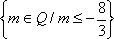 {m ∈ Q / m ≤ -8/3}